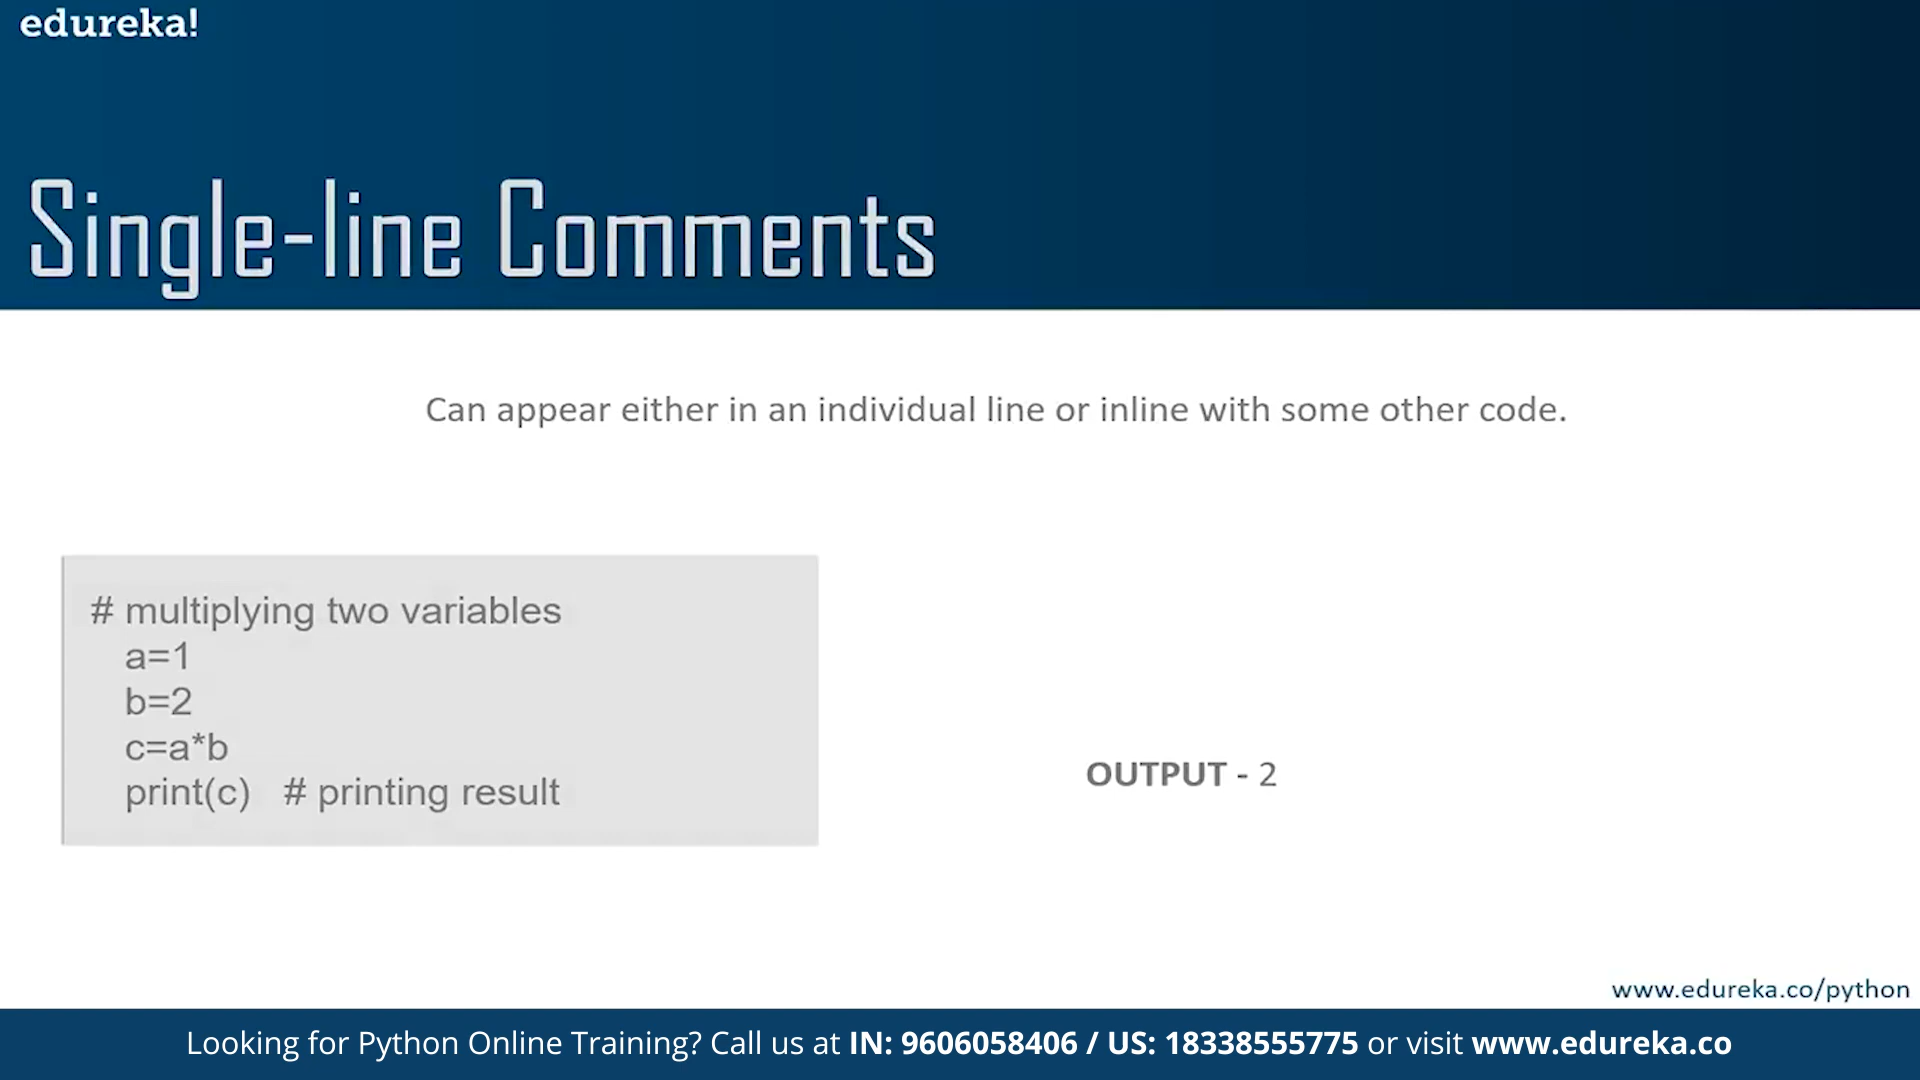 edureka!
Single-line Comments
Can appear either in an individual line or inline with some other code.
# multiplying two variables
a=1
b=2
c=a*b
print(c)   # printing result
OUTPUT - 2
www.edureka.co/python
Looking for Python Online Training? Call us at IN: 9606058406 / US: 18338555775 or visit www.edureka.co